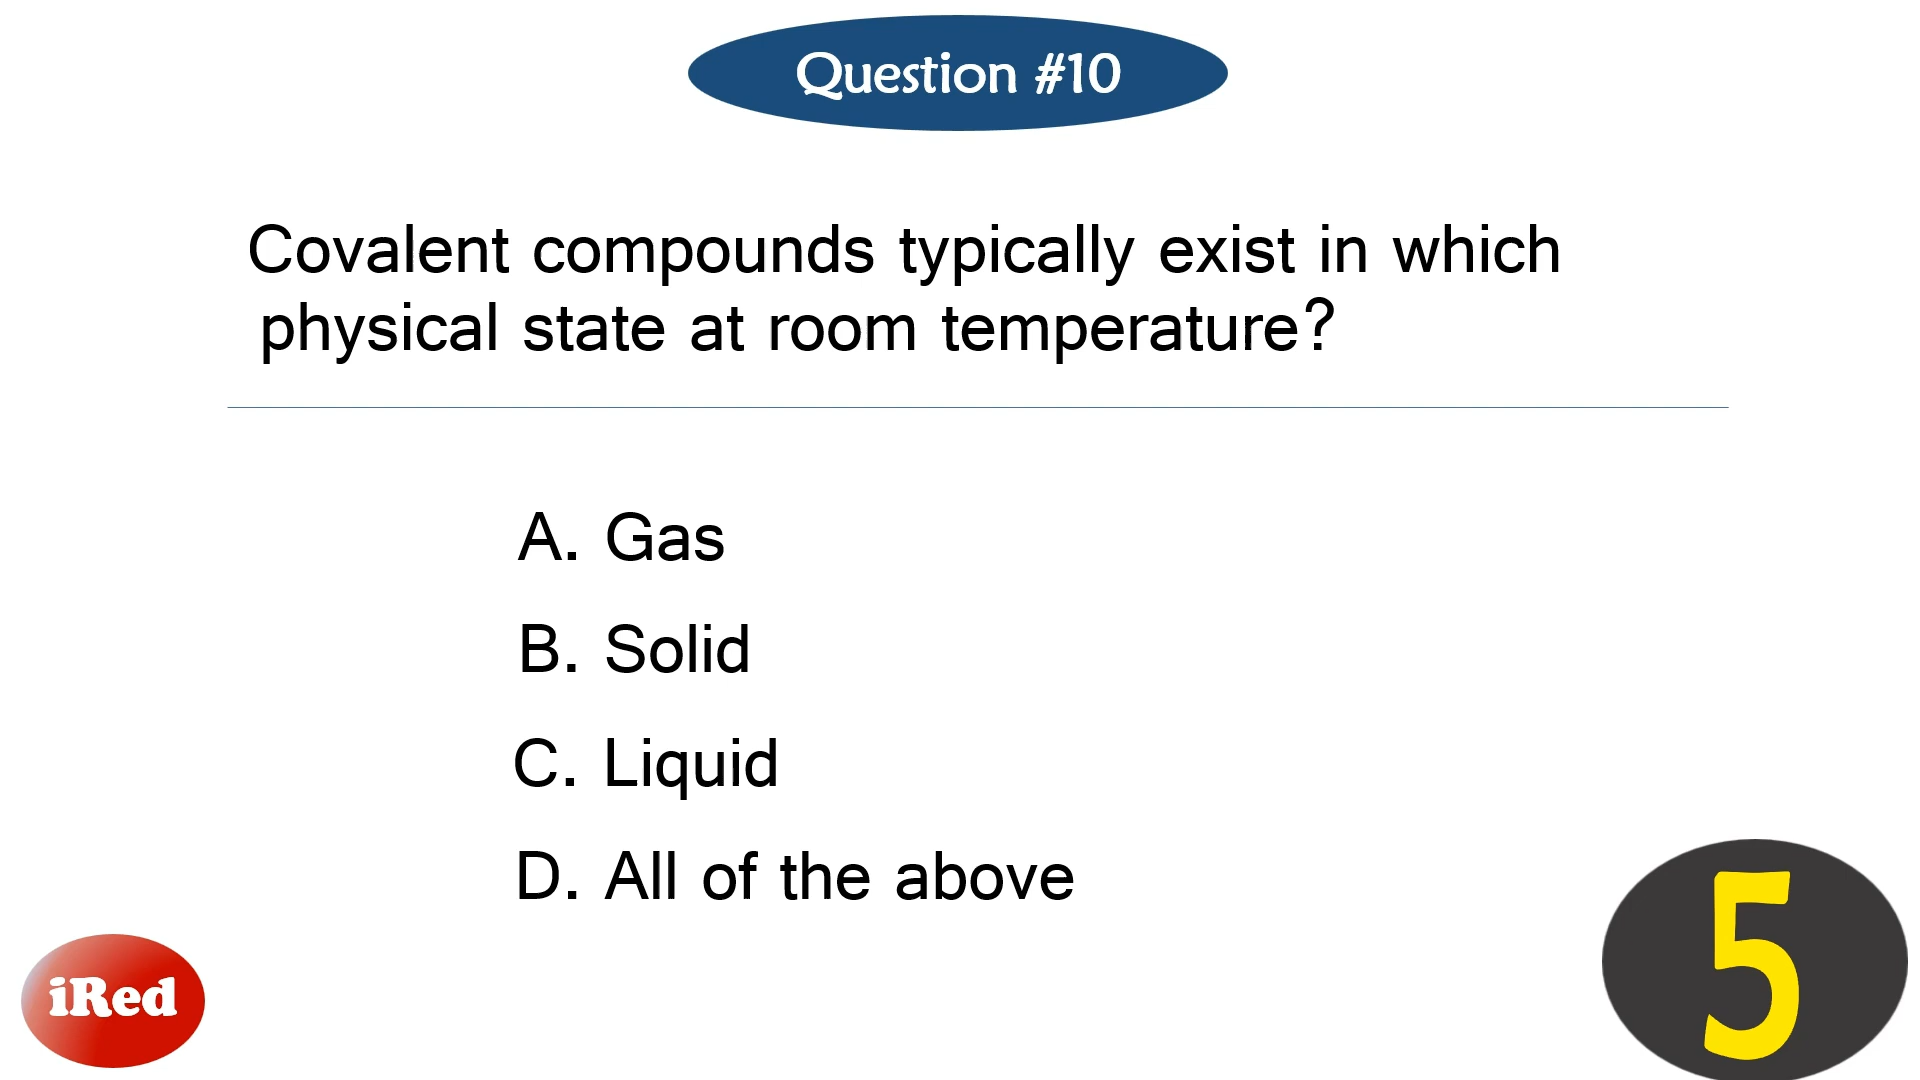 Question #10
Covalent compounds typically exist in which
physical state at room temperature?
A. Gas
B. Solid
C. Liquid
D. All of the above
iRed
5